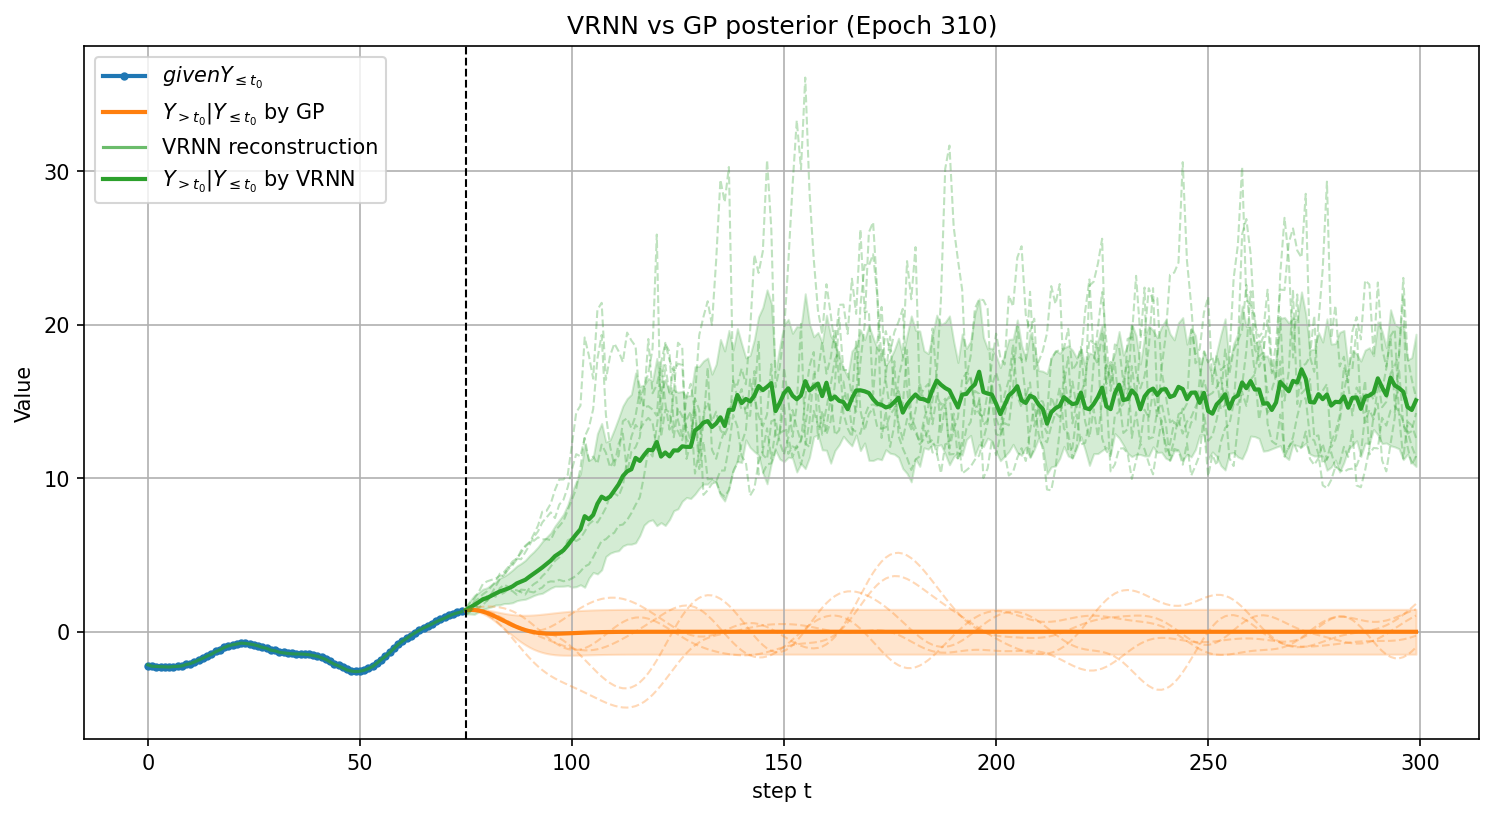 VRNN vs GP posterior (Epoch 310)
givenY≤t₀
Y>t₀|Y≤t₀ by GP
VRNN reconstruction
Y>t₀|Y≤t₀ by VRNN
Value
30
20
10
0
0 50 100 150 200 250 300
step t